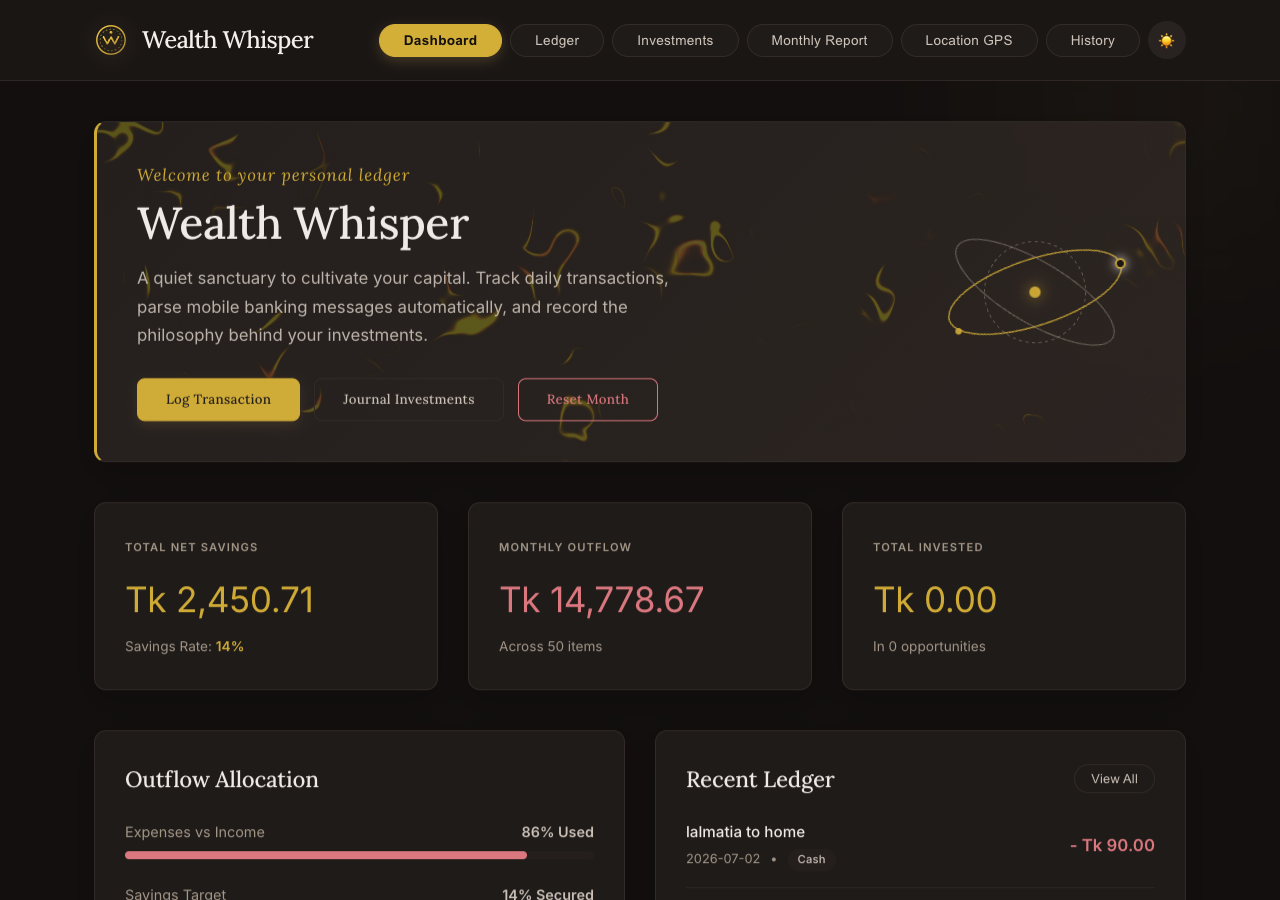 Wealth Whisper
Dashboard
Ledger
Investments
Monthly Report
Location GPS
History
Welcome to your personal ledger
Wealth Whisper
A quiet sanctuary to cultivate your capital. Track daily transactions,
parse mobile banking messages automatically, and record the
philosophy behind your investments.
Log Transaction
Journal Investments
Reset Month
TOTAL NET SAVINGS
Tk 2,450.71
Savings Rate: 14%
MONTHLY OUTFLOW
Tk 14,778.67
Across 50 items
TOTAL INVESTED
Tk 0.00
In 0 opportunities
Outflow Allocation
Expenses vs Income
86% Used
Savings Target
14% Secured
Recent Ledger
View All
lalmatia to home
2026-07-02 • Cash
- Tk 90.00